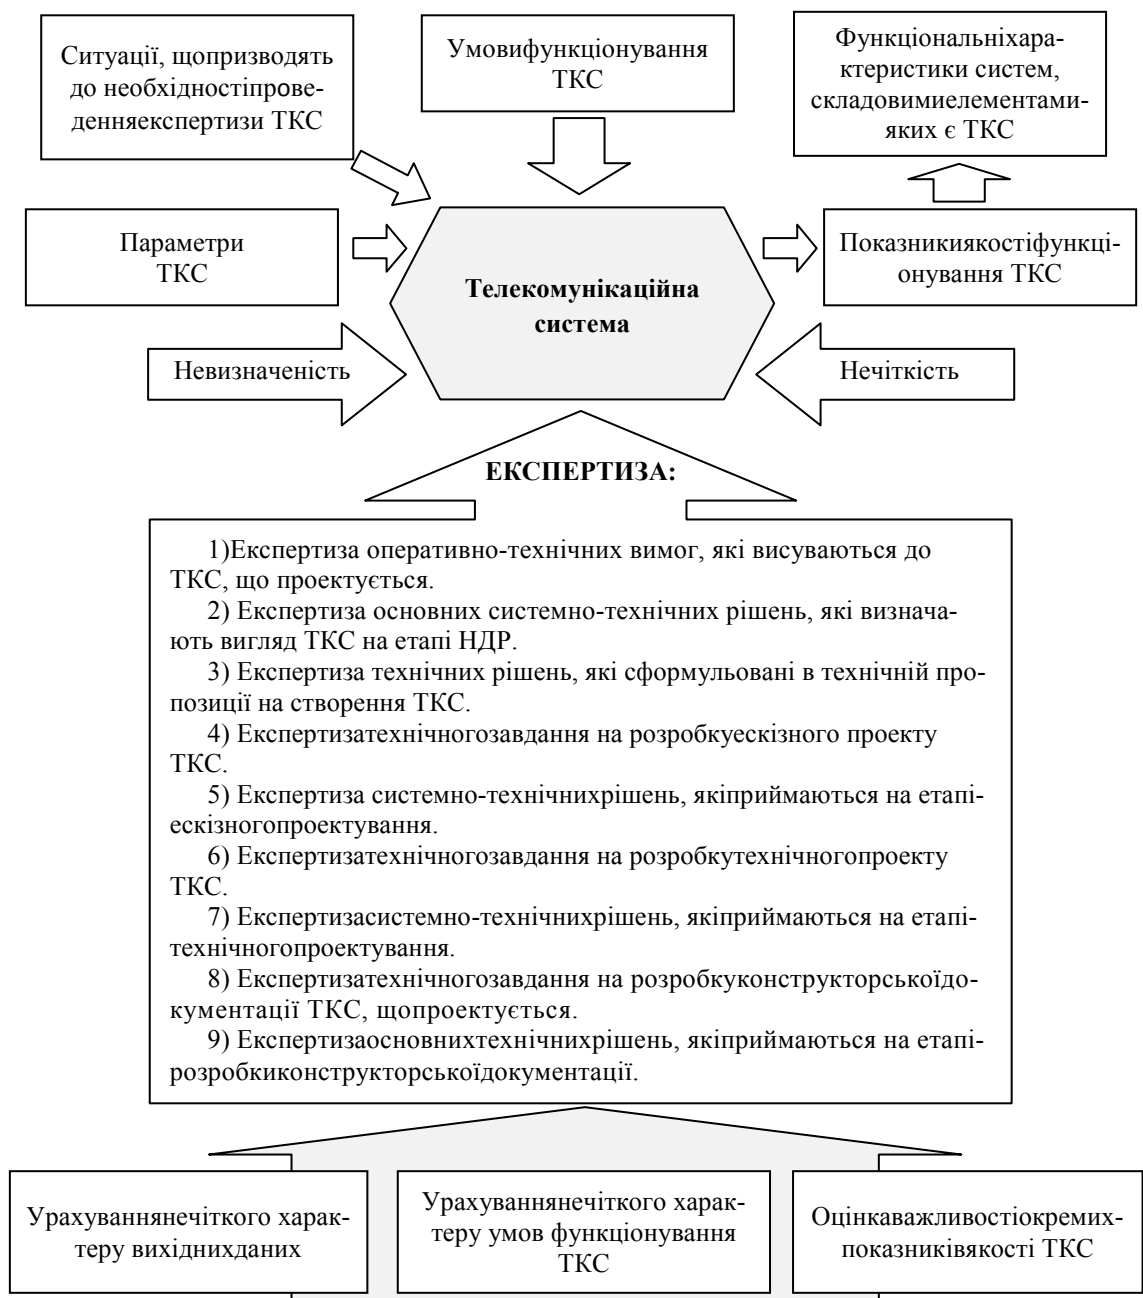 Ситуації, щопризводять
до необхідностіпрове-
денняекспертизи ТКС
Умовифункціонування
ТКС
Функціональніхара-
ктеристики систем,
складовимиелементами-
яких є ТКС
Параметри
ТКС
Телекомунікаційна
система
Показникиякостіфункці-
онування ТКС
Невизначеність
Нечіткість
ЕКСПЕРТИЗА:
1)Експертиза оперативно-технічних вимог, які висуваються до
ТКС, що проектується.
2) Експертиза основних системно-технічних рішень, які визнача-
ють вигляд ТКС на етапі НДР.
3) Експертиза технічних рішень, які сформульовані в технічній про-
позиції на створення ТКС.
4) Експертизатехнічногозавдання на розробкуескізного проекту
ТКС.
5) Експертиза системно-технічнихрішень, якіприймаються на етапі-
ескізногопроектування.
6) Експертизатехнічногозавдання на розробкутехнічногопроекту
ТКС.
7) Експертизасистемно-технічнихрішень, якіприймаються на етапі-
технічногопроектування.
8) Експертизатехнічногозавдання на розробкуконструкторськоїдо-
кументації ТКС, щопроектується.
9) Експертизаосновнихтехнічнихрішень, якіприймаються на етапі-
розробкиконструкторськоїдокументації.
Урахуваннянечіткого харак-
теру вихіднихданих
Урахуваннянечіткого харак-
теру умов функціонування
ТКС
Оцінкаважливостіокремих-
показниківякості ТКС